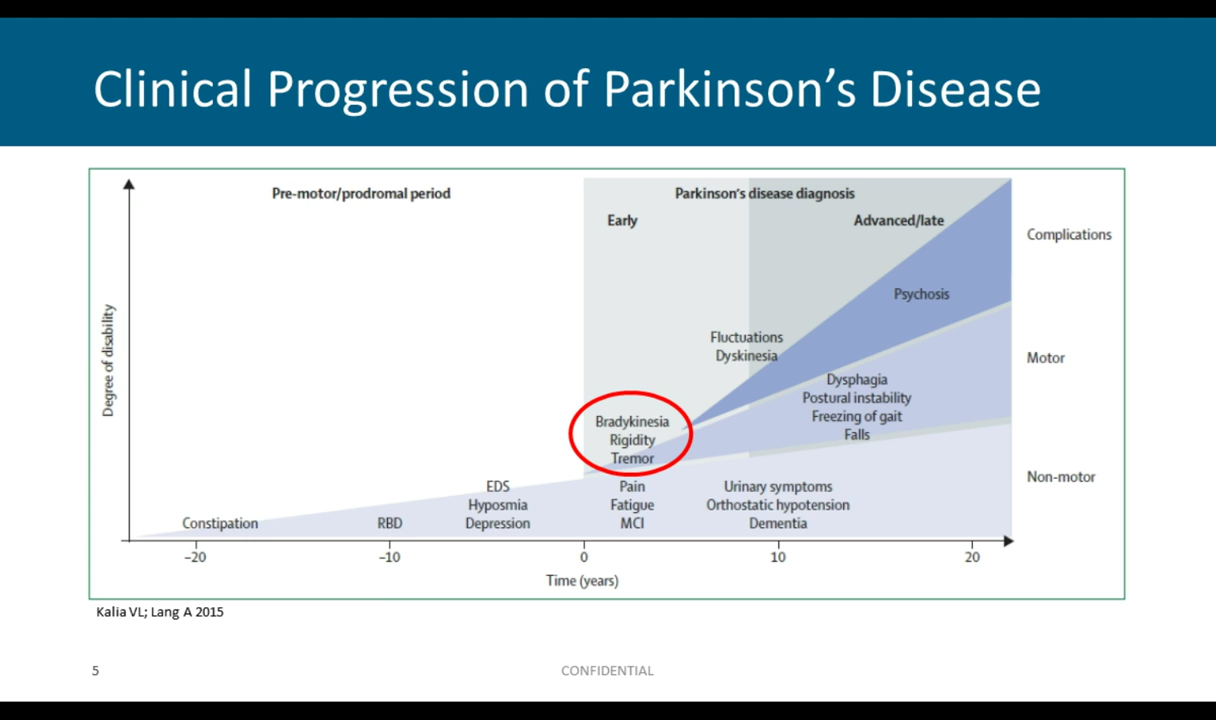 Clinical Progression of Parkinson's Disease
Pre-motor/prodromal period
Parkinson's disease diagnosis
Early
Advanced/late
Complications
Psychosis
Fluctuations
Dyskinesia
Motor
Dysphagia
Postural instability
Freezing of gait
Falls
Bradykinesia
Rigidity
Tremor
Non-motor
EDS
Hyposmia
Depression
Pain
Fatigue
MCI
Urinary symptoms
Orthostatic hypotension
Dementia
Constipation
RBD
Degree of disability
–20
–10
0
10
20
Time (years)
Kalia VL; Lang A 2015
5
CONFIDENTIAL